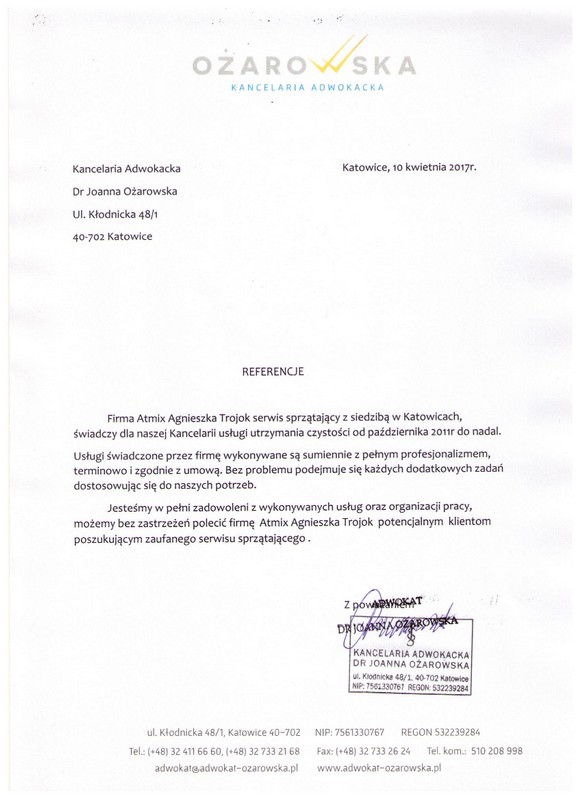 OŻAROWSKA
KANCELARIA ADWOKACKA
Kancelaria Adwokacka
Katowice, 10 kwietnia 2017r.
Dr Joanna Ożarowska
Ul. Kłodnicka 48/1
40-702 Katowice
REFERENCJE
Firma Atmix Agnieszka Trojok serwis sprzątający z siedzibą w Katowicach,
świadczy dla naszej Kancelarii usługi utrzymania czystości od października 2011r do nadal.
Usługi świadczone przez firmę wykonywane są sumiennie z pełnym profesjonalizmem,
terminowo i zgodnie z umową. Bez problemu podejmuje się każdych dodatkowych zadań
dostosowując się do naszych potrzeb.
Jesteśmy w pełni zadowoleni z wykonywanych usług oraz organizacji pracy,
możemy bez zastrzeżeń polecić firmę Atmix Agnieszka Trojok potencjalnym klientom
poszukującym zaufanego serwisu sprzątającego .
Z poważaniem
ADWOKAT
DR JOANNA OŻAROWSKA
KANCELARIA ADWOKACKA
DR JOANNA OŻAROWSKA
ul. Kłodnicka 48/1, 40-702 Katowice
NIP: 7561330767 REGON: 532239284
ul. Kłodnicka 48/1, Katowice 40-702 NIP: 7561330767 REGON 532239284
Tel.: (+48) 32 411 66 60, (+48) 32 733 21 68 Fax: (+48) 32 733 26 24 Tel. kom.: 510 208 998
adwokat@adwokat-ozarowska.pl www.adwokat-ozarowska.pl